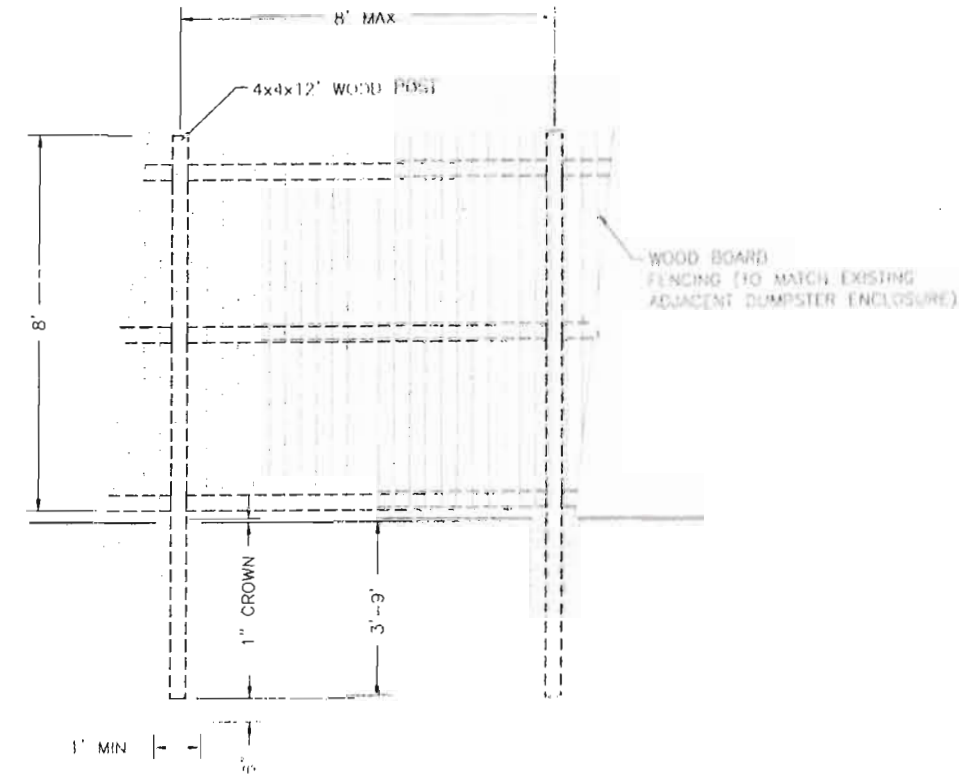 8' MAX
4x4x12' WOOD POST
WOOD BOARD
FENCING (TO MATCH EXISTING
ADJACENT DUMPSTER ENCLOSURE)
8'
1" CROWN
3'-9'
1' MIN